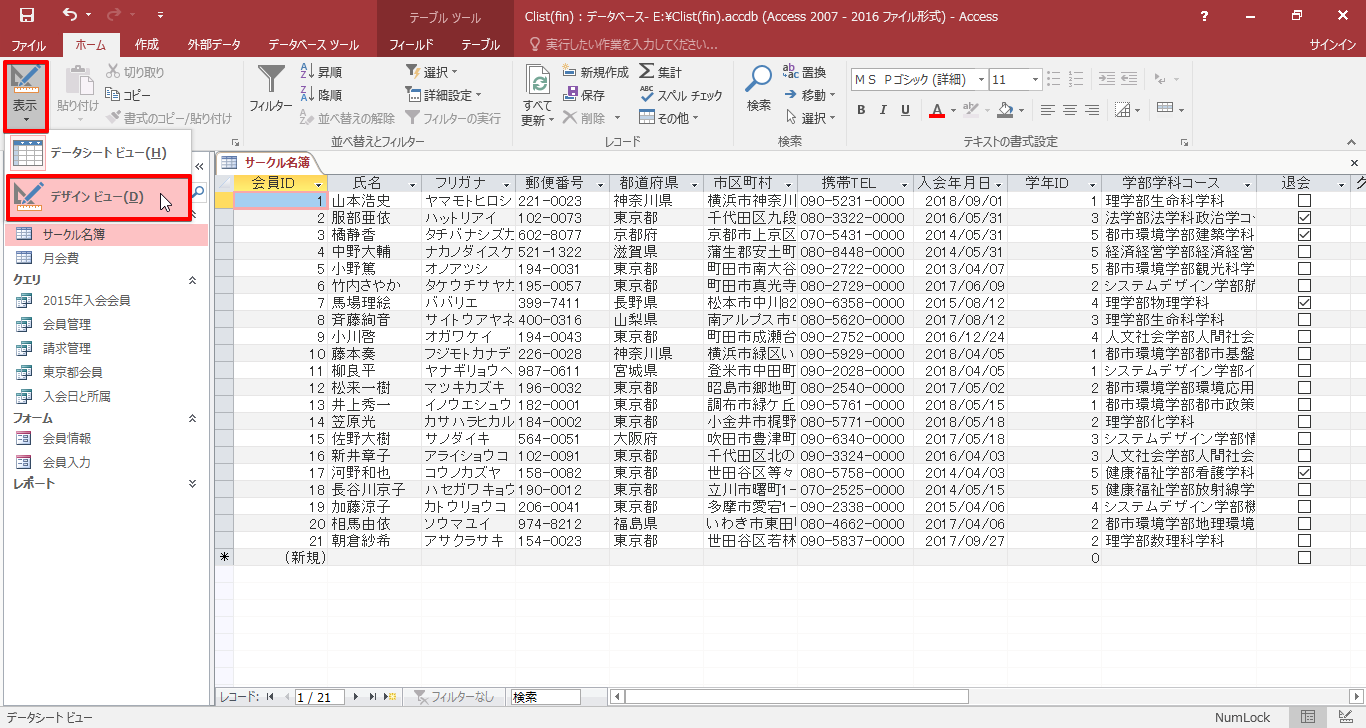 テーブル ツール
Clist(fin) : データベース- E:¥Clist(fin).accdb (Access 2007 - 2016 ファイル形式) - Access
?
ファイル ホーム 作成 外部データ データベース ツール フィールド テーブル 実行したい作業を入力してください... サインイン
表示
貼り付け
切り取り
コピー
書式のコピー/貼り付け
フィルター
昇順
降順
並べ替えの解除
選択
詳細設定
フィルターの実行
並べ替えとフィルター
すべて
更新
新規作成
保存
削除
集計
スペル チェック
その他
レコード
検索
置換
移動
選択
検索
MS Pゴシック (詳細) 11
B I U A
テキストの書式設定
データシート ビュー(H)
デザイン ビュー(D)
サークル名簿
月会費
クエリ
2015年入会会員
会員管理
請求管理
東京都会員
入会日と所属
フォーム
会員情報
会員入力
レポート
サークル名簿
会員ID 氏名 フリガナ 郵便番号 都道府県 市区町村 携帯TEL 入会年月日 学年ID 学部学科コース 退会
1 山本浩史 ヤマモトヒロシ 221-0023 神奈川県 横浜市神奈川 090-5231-0000 2018/09/01 1 理学部生命科学科
2 服部亜依 ハットリアイ 102-0073 東京都 千代田区九段 080-3322-0000 2016/05/31 3 法学部法学科政治学コ
3 橘静香 タチバナシズカ 602-8077 京都府 京都市上京区 070-5431-0000 2014/05/31 5 都市環境学部建築学科
4 中野大輔 ナカノダイスケ 521-1322 滋賀県 蒲生郡安土町 080-8448-0000 2014/05/04 5 経済経営学部経済経営
5 小野篤 オノアツシ 194-0031 東京都 町田市南大谷 090-2722-0000 2013/04/07 5 都市環境学部観光科学
6 竹内さやか タケウチサヤカ 195-0057 東京都 町田市真光寺 080-2729-0000 2017/06/09 2 システムデザイン学部航
7 馬場理絵 ババリエ 399-7411 長野県 松本市中川82 090-6358-0000 2015/08/12 4 理学部物理学科
8 斉藤絢音 サイトウアヤネ 400-0316 山梨県 南アルプス市 080-5620-0000 2017/08/12 3 理学部生命科学科
9 小川啓 オガワケイ 194-0043 東京都 町田市成瀬台 090-2752-0000 2016/12/24 4 人文社会学部人間社会
10 藤本奏 フジモトカナデ 226-0028 神奈川県 横浜市緑区い 090-5929-0000 2018/04/05 1 都市環境学部都市基盤
11 柳良平 ヤナギリョウヘ 987-0611 宮城県 登米市中田町 090-2028-0000 2018/04/05 1 システムデザイン学部イ
12 松来一樹 マツキカズキ 196-0032 東京都 昭島市郷地町 080-2540-0000 2017/05/02 2 都市環境学部環境応用
13 井上秀一 イノウエシュウ 182-0001 東京都 調布市緑ケ丘 090-5761-0000 2018/05/15 1 都市環境学部都市政策
14 笠原光 カサハラヒカル 184-0002 東京都 小金井市梶野 080-5771-0000 2018/05/18 2 理学部化学科
15 佐野大樹 サノダイキ 564-0051 大阪府 吹田市豊津町 090-6340-0000 2017/05/18 3 システムデザイン学部情
16 新井章子 アライショウコ 102-0091 東京都 千代田区北の 090-3324-0000 2016/04/03 3 人文社会学部人間社会
17 河野和也 コウノカズヤ 158-0082 東京都 世田谷区等々 080-5758-0000 2014/04/03 5 健康福祉学部看護学科
18 長谷川京子 ハセガワキョウ 190-0012 東京都 立川市曙町1- 070-2525-0000 2014/05/15 5 健康福祉学部放射線学
19 加藤涼子 カトウリョウコ 206-0041 東京都 多摩市愛宕1- 090-2338-0000 2015/04/06 4 システムデザイン学部機
20 相馬由依 ソウマユイ 974-8212 福島県 いわき市東田 080-4662-0000 2017/04/06 2 都市環境学部地理環境
21 朝倉紗希 アサクラサキ 154-0023 東京都 世田谷区若林 090-5837-0000 2017/09/27 2 理学部数理科学科
* (新規) 0
レコード: 1 / 21 フィルターなし 検索
データシート ビュー NumLock